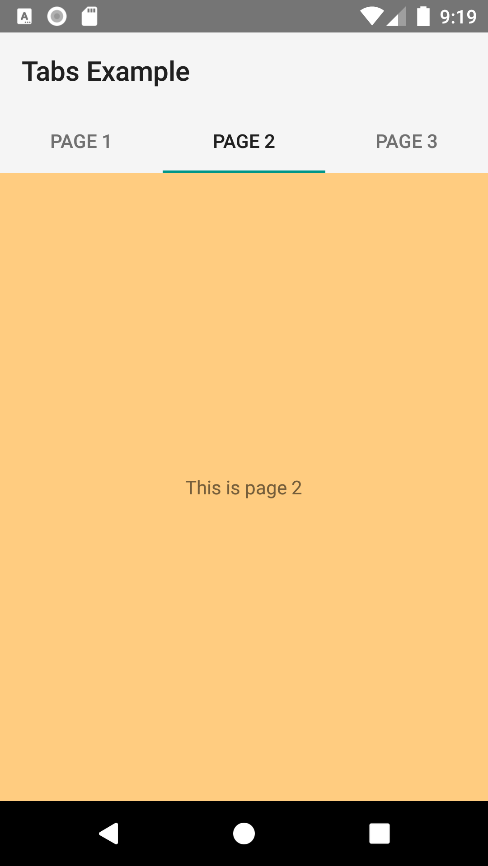 9:19
Tabs Example
PAGE 1 PAGE 2 PAGE 3
This is page 2